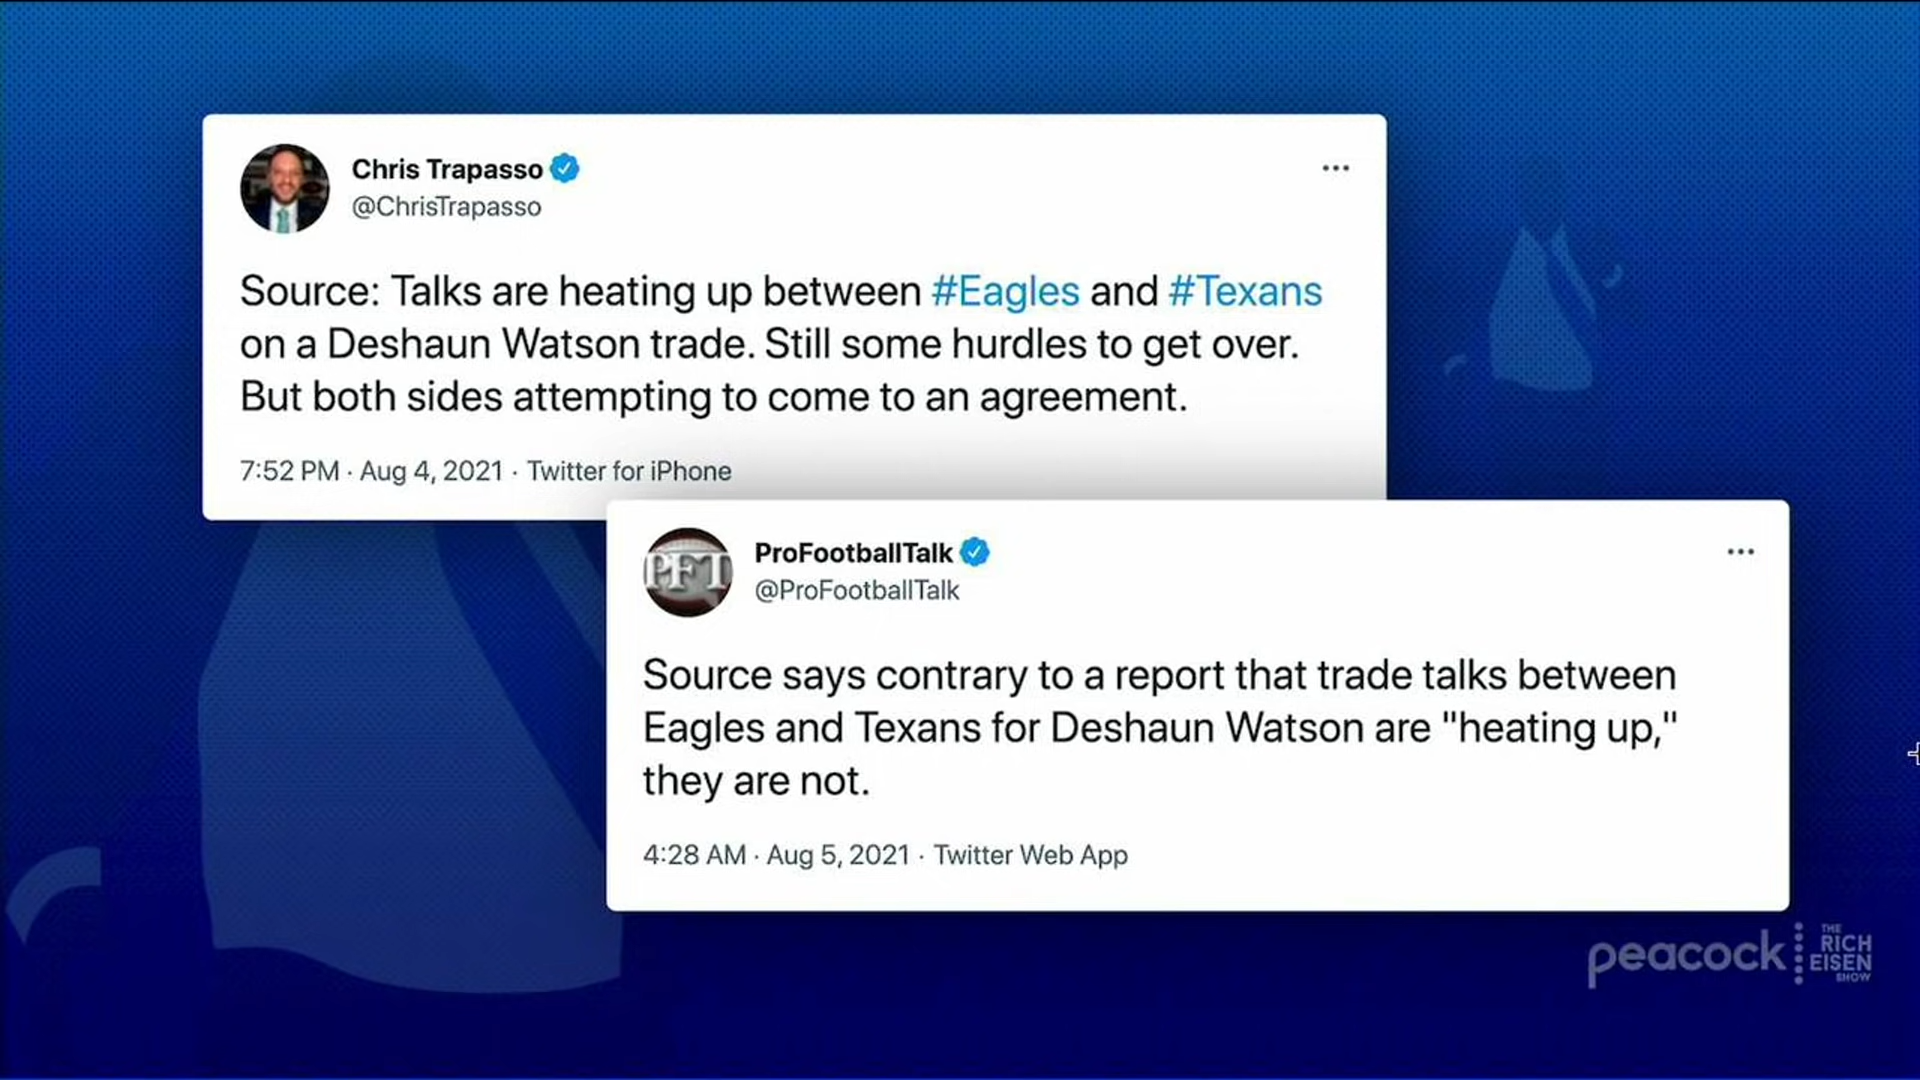 Chris Trapasso
@ChrisTrapasso
Source: Talks are heating up between #Eagles and #Texans
on a Deshaun Watson trade. Still some hurdles to get over.
But both sides attempting to come to an agreement.
7:52 PM · Aug 4, 2021 · Twitter for iPhone
PFT
ProFootballTalk
@ProFootballTalk
Source says contrary to a report that trade talks between
Eagles and Texans for Deshaun Watson are "heating up,"
they are not.
4:28 AM · Aug 5, 2021 · Twitter Web App
peacock
THE
RICH
EISEN
SHOW